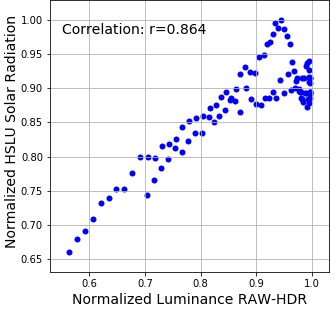 Correlation: r=0.864
Normalized HSLU Solar Radiation
1.00
0.95
0.90
0.85
0.80
0.75
0.70
0.65
0.6 0.7 0.8 0.9 1.0
Normalized Luminance RAW-HDR